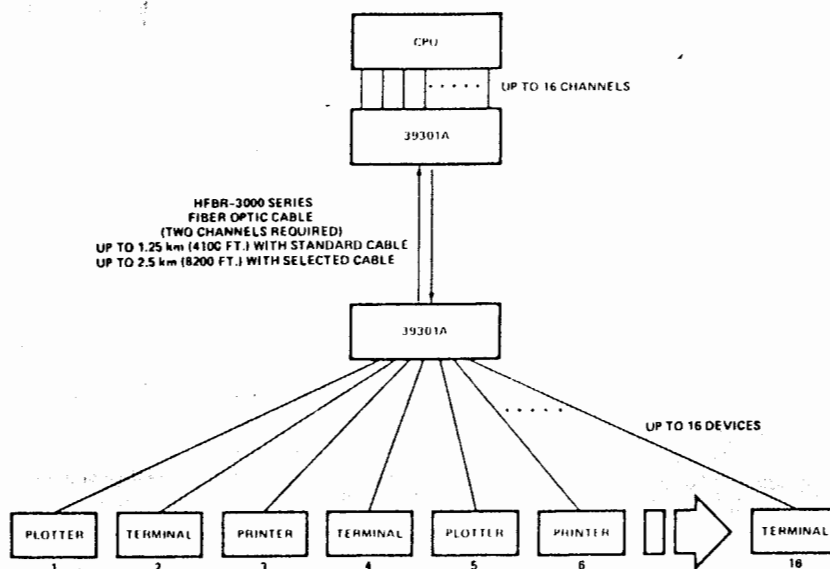 CPU
UP TO 16 CHANNELS
39301A
HFBR-3000 SERIES
FIBER OPTIC CABLE
(TWO CHANNELS REQUIRED)
UP TO 1.25 km (4100 FT.) WITH STANDARD CABLE
UP TO 2.5 km (8200 FT.) WITH SELECTED CABLE
39301A
UP TO 16 DEVICES
PLOTTER TERMINAL PRINTER TERMINAL PLOTTER PRINTER TERMINAL
1 2 3 4 5 6 16